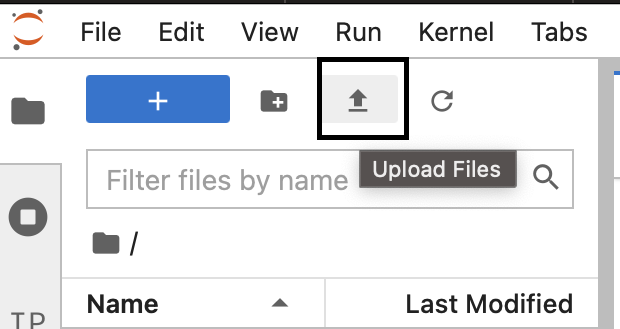 File Edit View Run Kernel Tabs
+
Filter files by name
Upload Files
/
Name Last Modified
TP